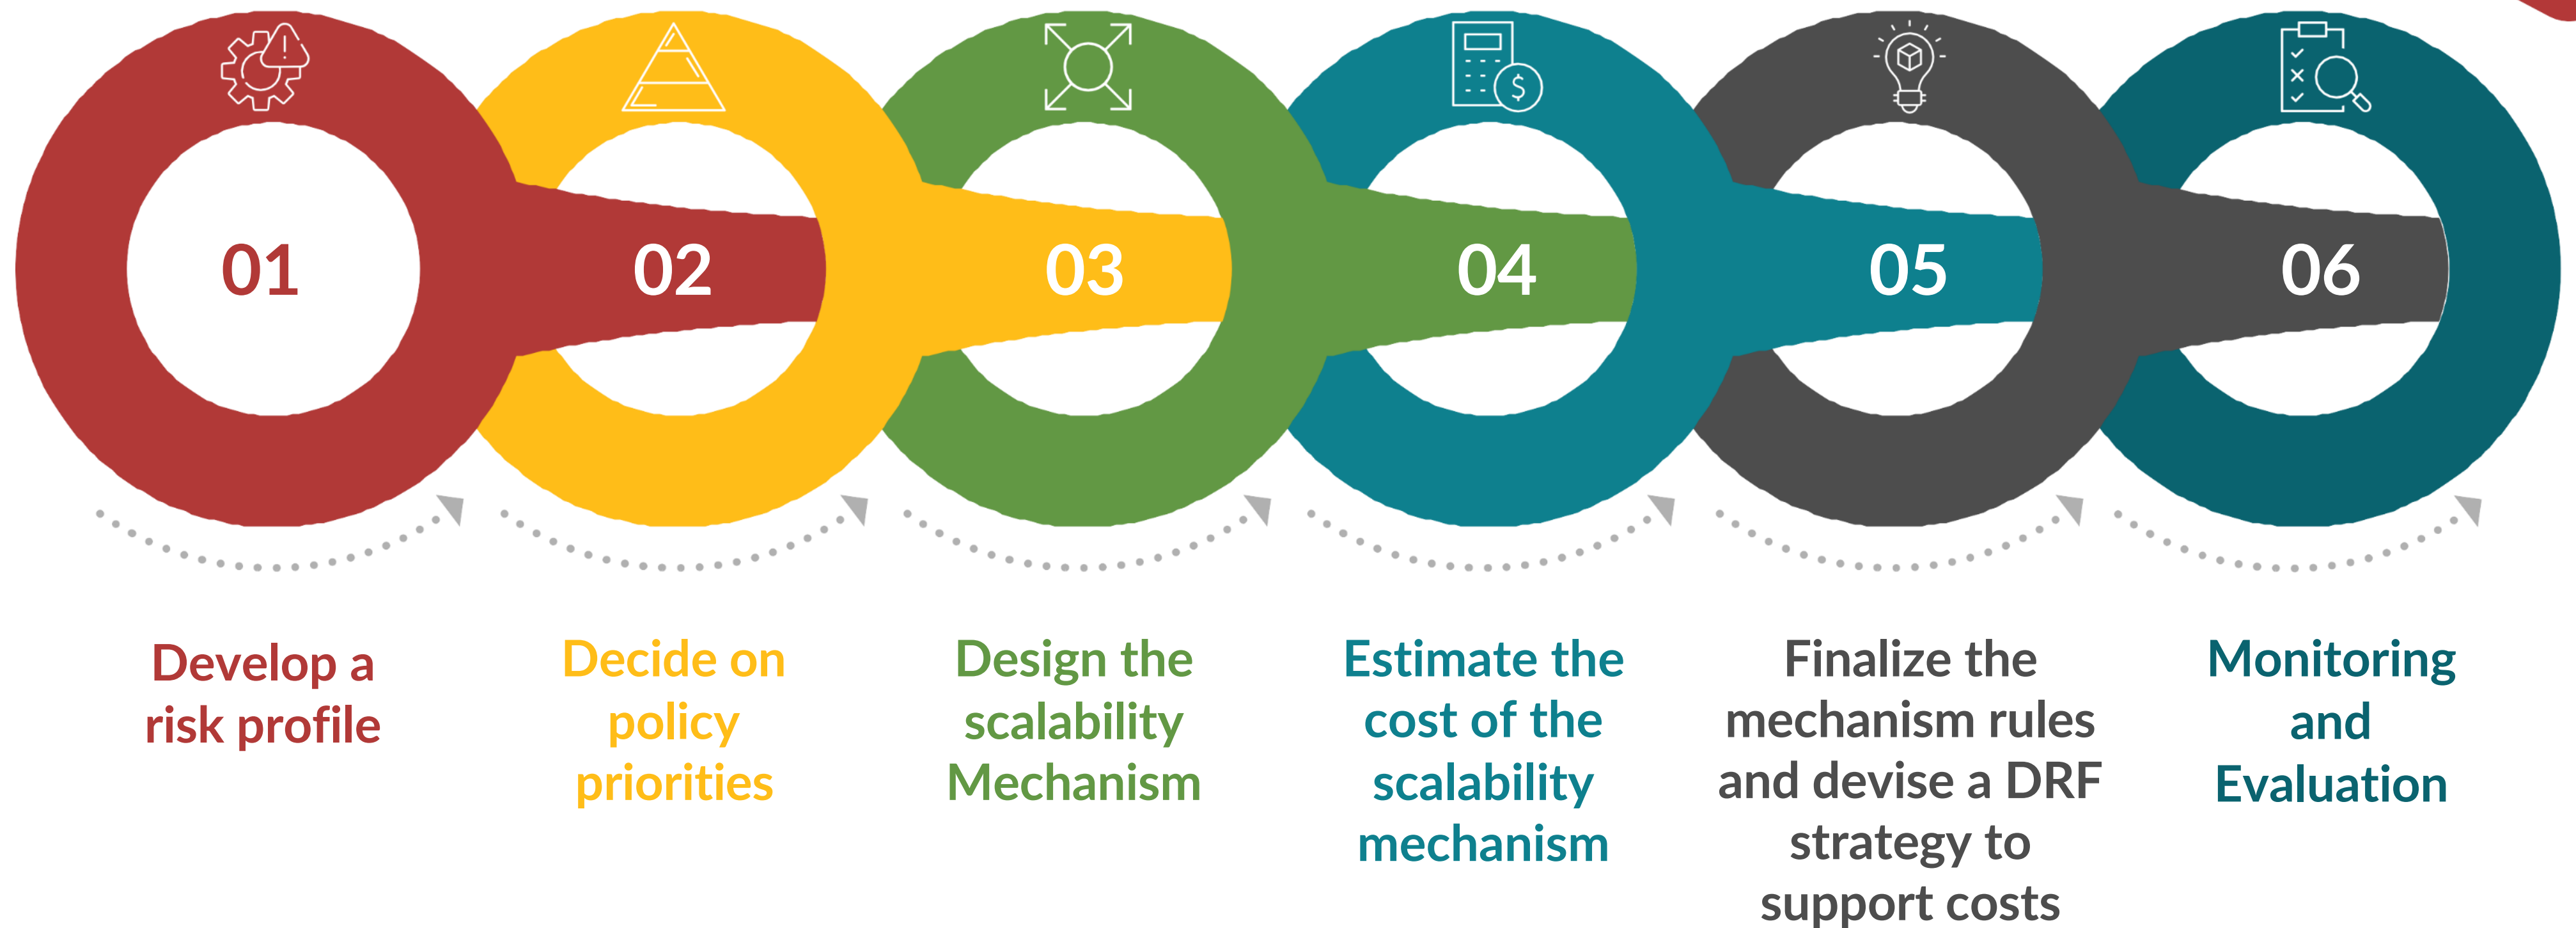 01
02
03
04
05
06
Develop a
risk profile
Decide on
policy
priorities
Design the
scalability
Mechanism
Estimate the
cost of the
scalability
mechanism
Finalize the
mechanism rules
and devise a DRF
strategy to
support costs
Monitoring
and
Evaluation